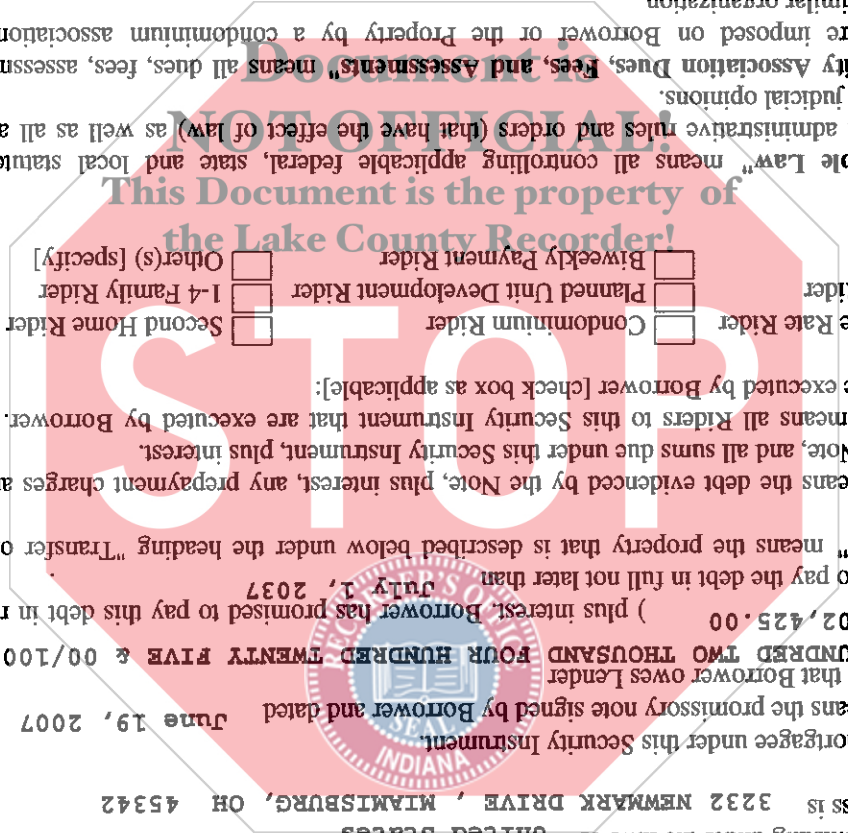 United States
ss is 3232 NEWMARK DRIVE , MIAMISBURG, OH 45342
ortgagee under this Security Instrument.
eans the promissory note signed by Borrower and dated June 19, 2007
that Borrower owes Lender
UNDRED TWO THOUSAND FOUR HUNDRED TWENTY FIVE & 00/100
02,425.00 ) plus interest. Borrower has promised to pay this debt in r
o pay the debt in full not later than July 1, 2037 .
" means the property that is described below under the heading "Transfer o
eans the debt evidenced by the Note, plus interest, any prepayment charges a
Note, and all sums due under this Security Instrument, plus interest.
means all Riders to this Security Instrument that are executed by Borrower.
e executed by Borrower [check box as applicable]:
e Rate Rider Condominium Rider Second Home Rider
ider Planned Unit Development Rider 1-4 Family Rider
Biweekly Payment Rider Other(s) [specify]
ble Law" means all controlling applicable federal, state and local statute
administrative rules and orders (that have the effect of law) as well as all a
judicial opinions.
ity Association Dues, Fees, and Assessments" means all dues, fees, assessm
re imposed on Borrower or the Property by a condominium association
imilar organization
Document is
NOT OFFICIAL!
This Document is the property of
the Lake County Recorder!
STOP
RECORDER'S OFFICE
SEAL
INDIANA